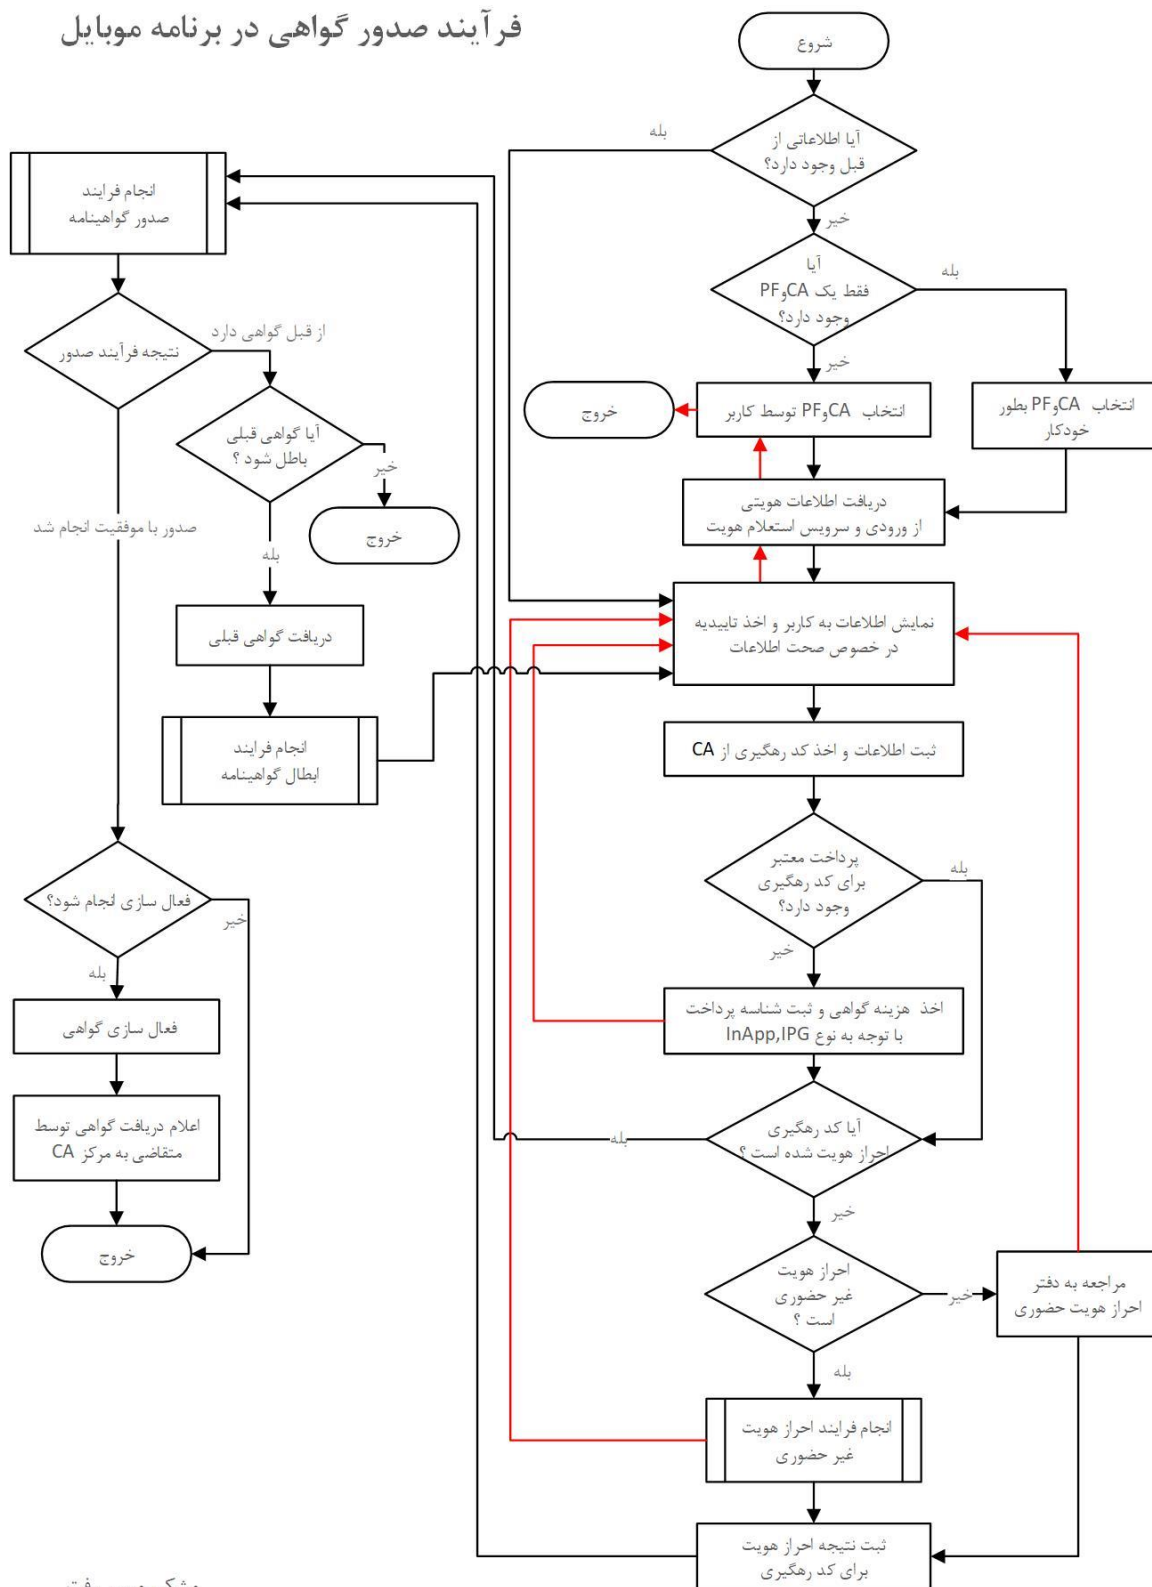 فرآیند صدور گواهی در برنامه موبایل
شروع
آیا اطلاعاتی از
قبل وجود دارد؟
بله
خیر
آیا
فقط یک CAوPF
وجود دارد؟
بله
خیر
انتخاب CAوPF توسط کاربر
خروج
انتخاب CAوPF بطور
خودکار
دریافت اطلاعات هویتی
از ورودی و سرویس استعلام هویت
نمایش اطلاعات به کاربر و اخذ تاییدیه
در خصوص صحت اطلاعات
ثبت اطلاعات و اخذ کد رهگیری از CA
پرداخت معتبر
برای کد رهگیری
وجود دارد؟
بله
خیر
اخذ هزینه گواهی و ثبت شناسه پرداخت
با توجه به نوع InApp,IPG
آیا کد رهگیری
احراز هویت شده است ؟
بله
خیر
احراز هویت
غیر حضوری
است ؟
خیر
بله
مراجعه به دفتر
احراز هویت حضوری
انجام فرایند احراز هویت
غیر حضوری
ثبت نتیجه احراز هویت
برای کد رهگیری
انجام فرایند
صدور گواهینامه
نتیجه فرآیند صدور
از قبل گواهی دارد
صدور با موفقیت انجام شد
آیا گواهی قبلی
باطل شود ؟
خیر
خروج
بله
دریافت گواهی قبلی
انجام فرایند
ابطال گواهینامه
فعال سازی انجام شود؟
خیر
بله
فعال سازی گواهی
اعلام دریافت گواهی توسط
متقاضی به مرکز CA
خروج